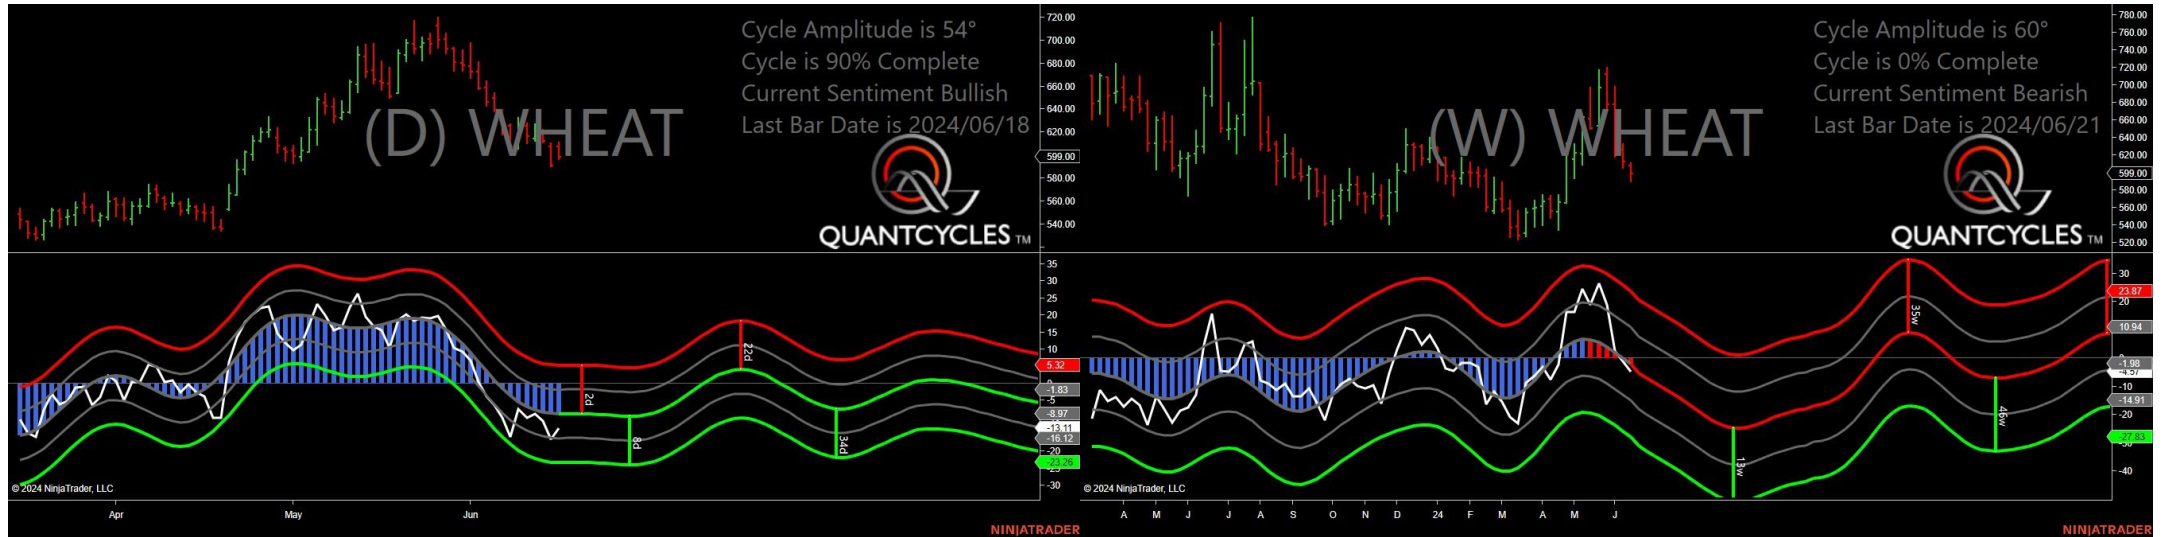 Cycle Amplitude is 54°
Cycle is 90% Complete
Current Sentiment Bullish
Last Bar Date is 2024/06/18
(D) WHEAT
QUANTCYCLES TM
720.00
700.00
680.00
660.00
640.00
620.00
599.00
580.00
560.00
540.00
35
30
25
20
15
10
5.32
-1.83
-5
-8.97
-13.11
-16.12
-20
-23.26
-30
2d
8d
22d
34d
© 2024 NinjaTrader, LLC
Apr May Jun
NINJATRADER
Cycle Amplitude is 60°
Cycle is 0% Complete
Current Sentiment Bearish
Last Bar Date is 2024/06/21
(W) WHEAT
QUANTCYCLES TM
780.00
760.00
740.00
720.00
700.00
680.00
660.00
640.00
620.00
599.00
580.00
560.00
540.00
520.00
30
23.87
20
10.94
-1.98
-4.57
-10
-14.91
-20
-27.83
-40
13w
35w
46w
© 2024 NinjaTrader, LLC
A M J J A S O N D 24 F M A M J
NINJATRADER